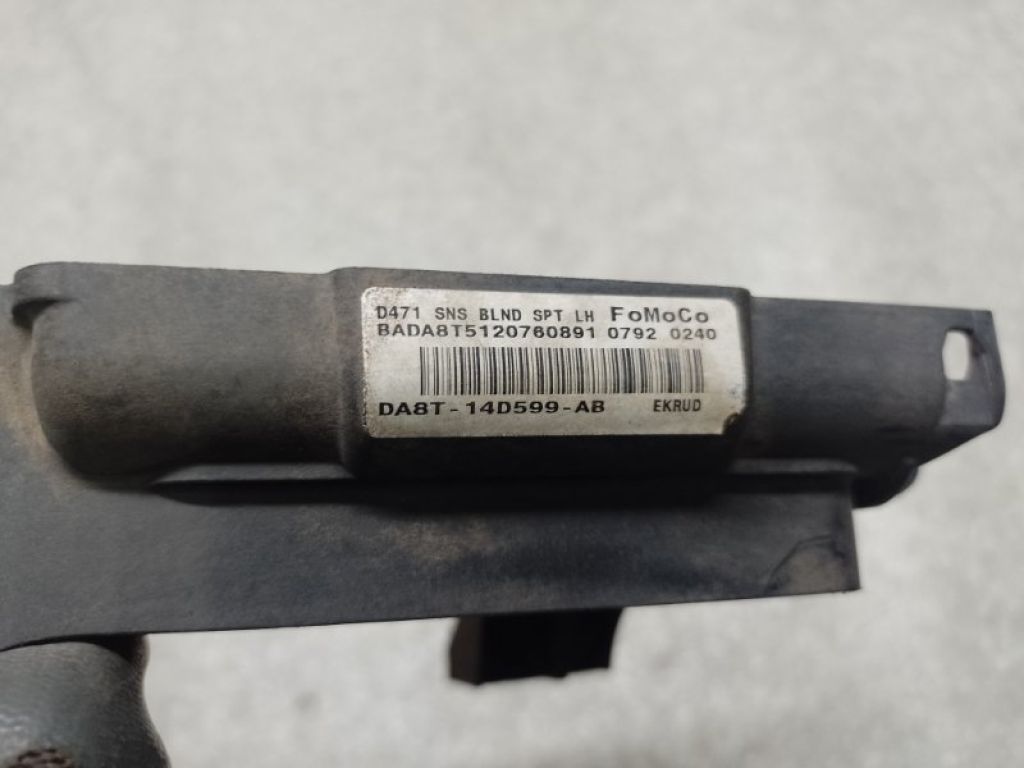 D471 SNS BLND SPT LH FoMoCo
BADA8T5120760891 0792 0240
DA8T-14D599-AB EKRUD